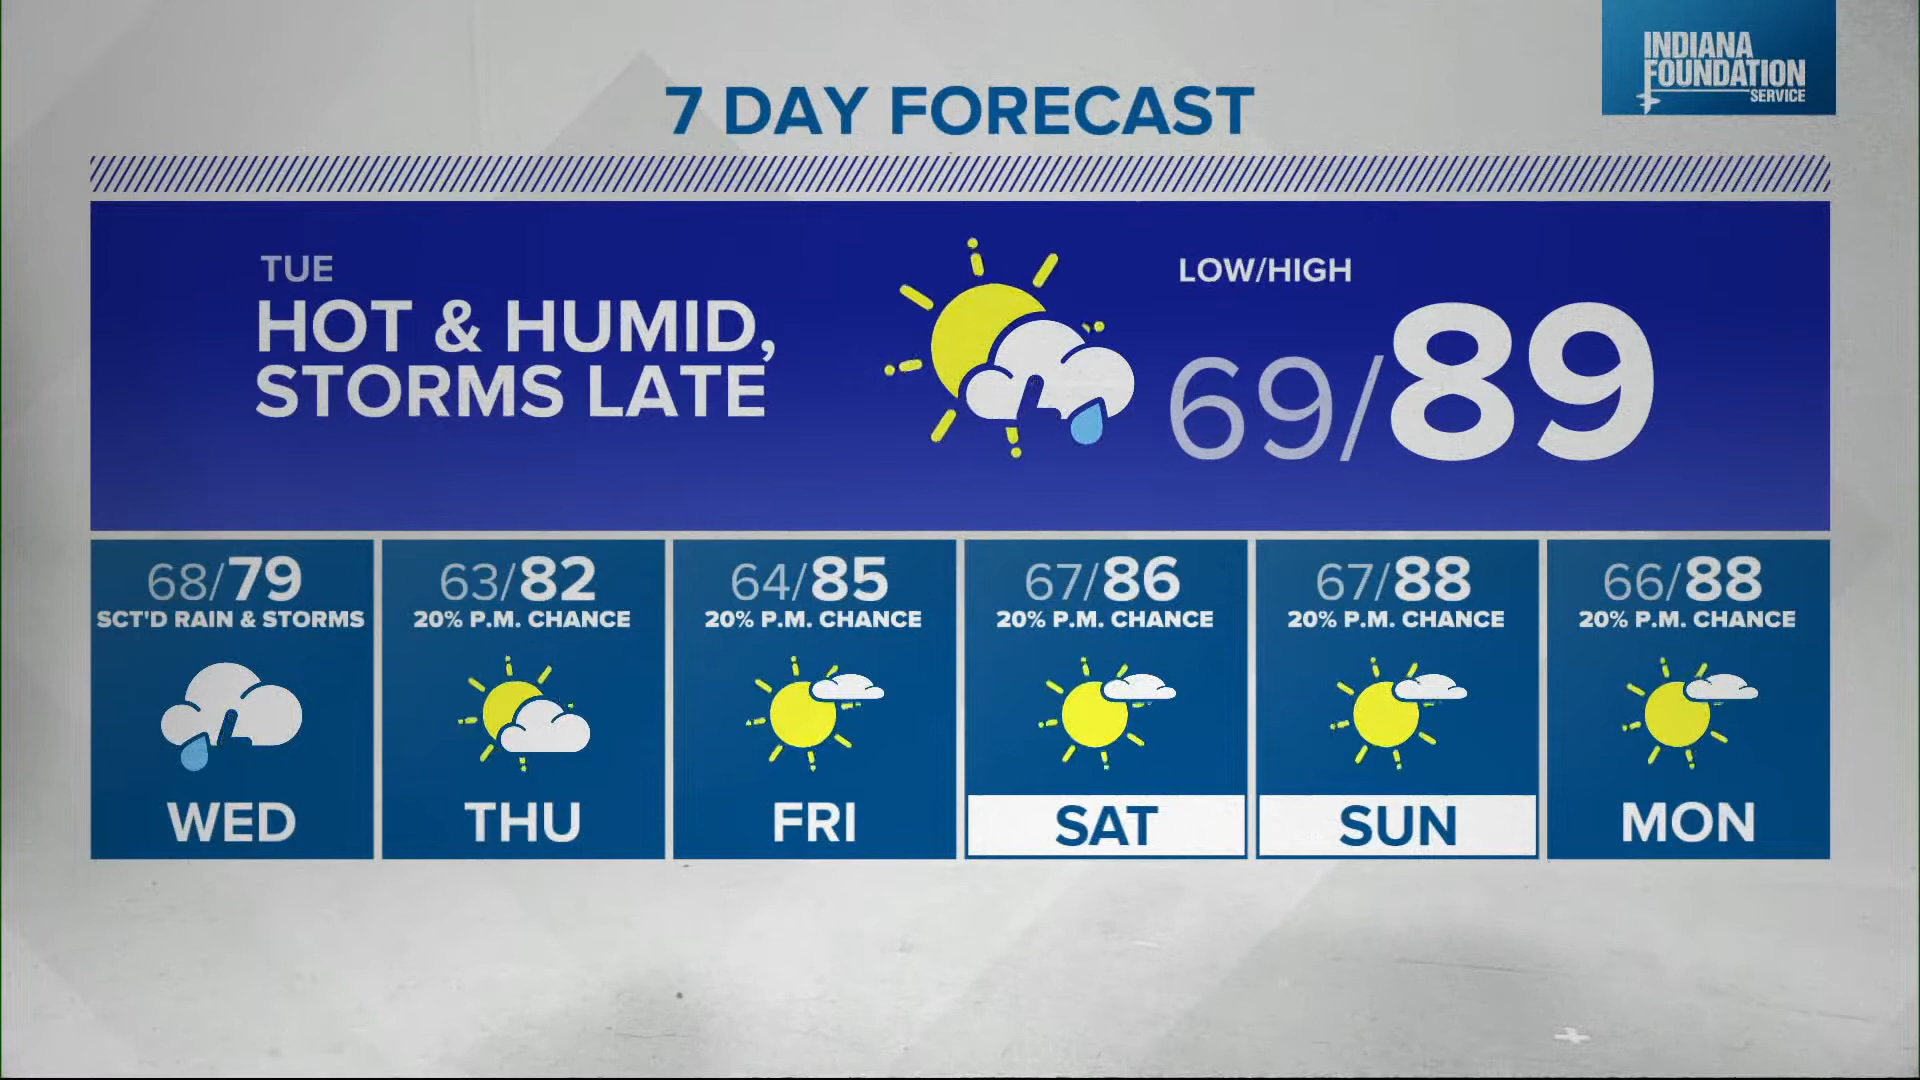 INDIANA
FOUNDATION
SERVICE
7 DAY FORECAST
TUE
HOT & HUMID,
STORMS LATE
LOW/HIGH
69/89
68/79
SCT'D RAIN & STORMS
WED
63/82
20% P.M. CHANCE
THU
64/85
20% P.M. CHANCE
FRI
67/86
20% P.M. CHANCE
SAT
67/88
20% P.M. CHANCE
SUN
66/88
20% P.M. CHANCE
MON